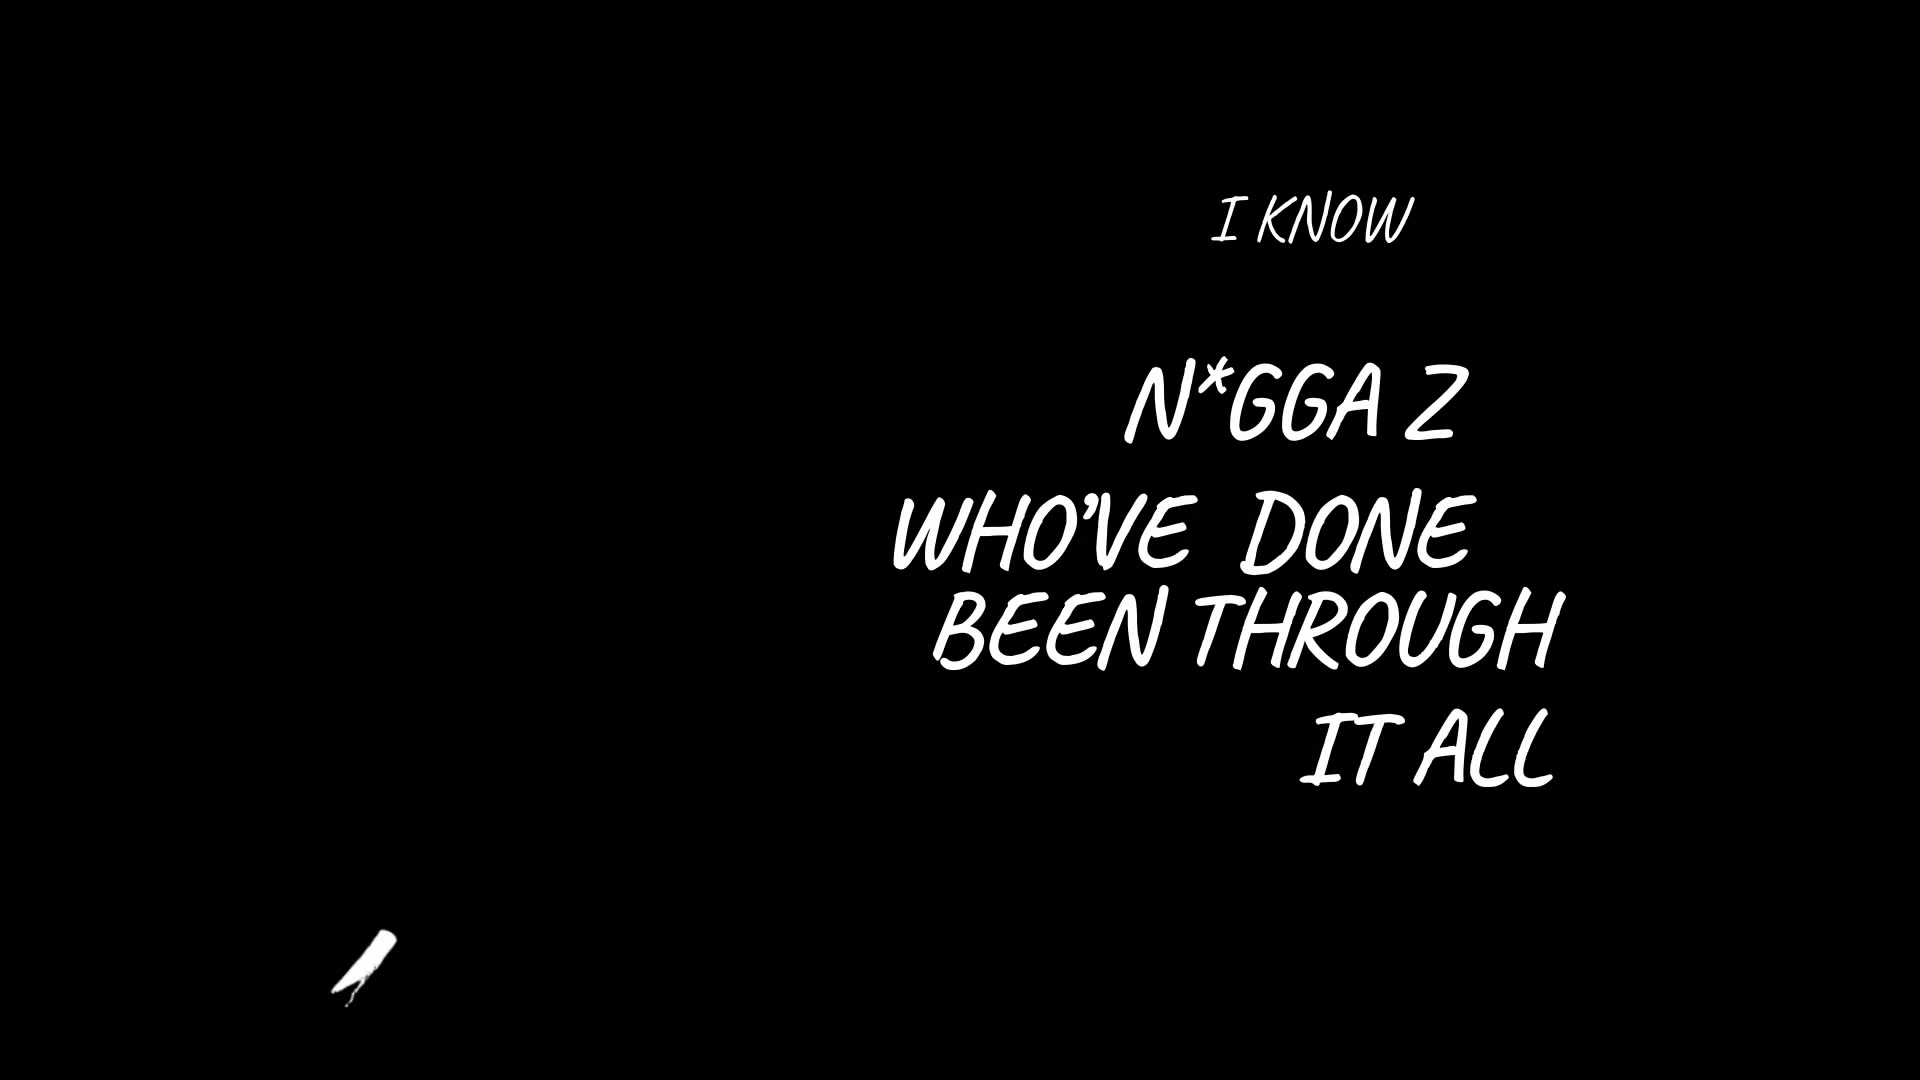 I KNOW
N*GGA Z
WHO'VE DONE
BEEN THROUGH
IT ALL